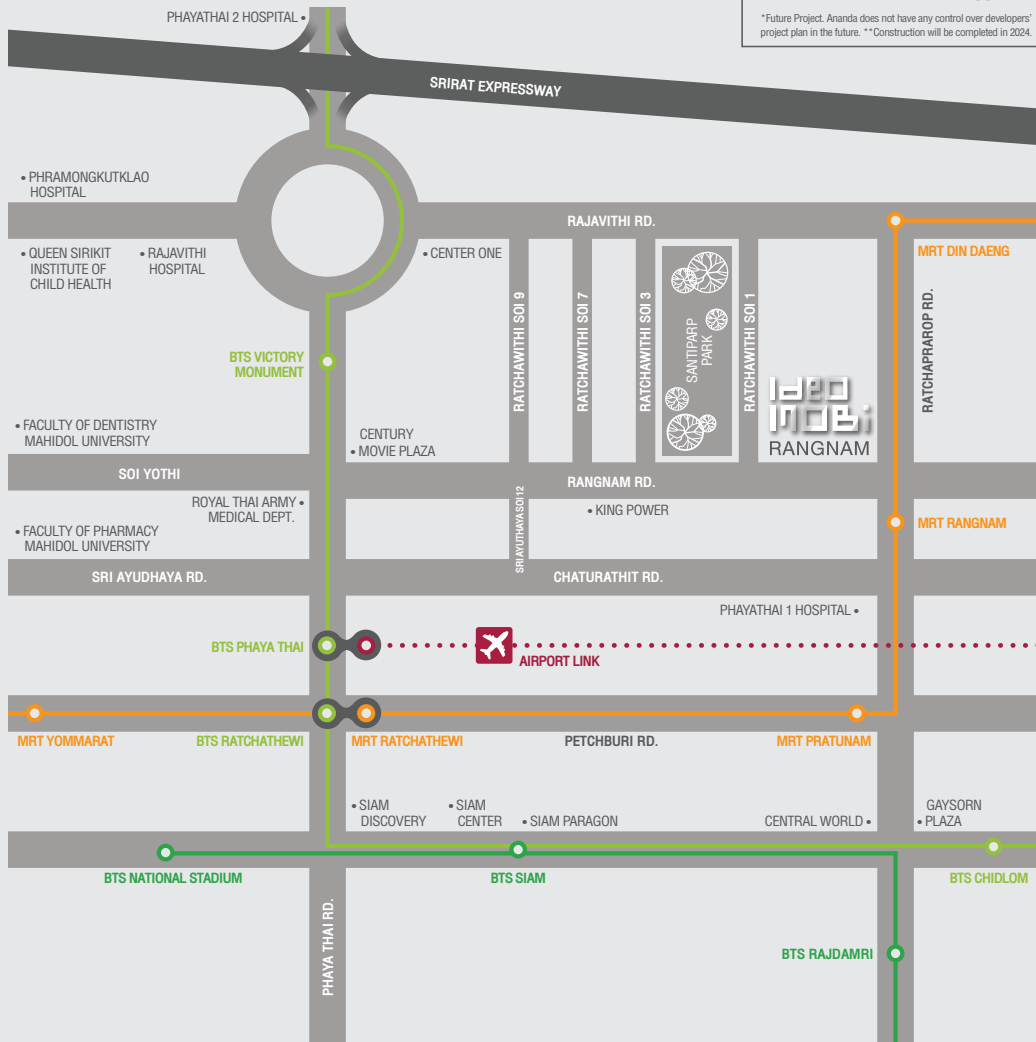 PHAYATHAI 2 HOSPITAL •
*Future Project. Ananda does not have any control over developers'
project plan in the future. **Construction will be completed in 2024.
SRIRAT EXPRESSWAY
• PHRAMONGKUTKLAO
HOSPITAL
RAJAVITHI RD.
• QUEEN SIRIKIT
INSTITUTE OF
CHILD HEALTH
• RAJAVITHI
HOSPITAL
• CENTER ONE
MRT DIN DAENG
RATCHAWITHI SOI 9
RATCHAWITHI SOI 7
RATCHAWITHI SOI 3
SANTIPARP
PARK
RATCHAWITHI SOI 1
RATCHAPRAROP RD.
BTS VICTORY
MONUMENT
ideo
mobi
RANGNAM
• FACULTY OF DENTISTRY
MAHIDOL UNIVERSITY
CENTURY
• MOVIE PLAZA
SOI YOTHI
RANGNAM RD.
ROYAL THAI ARMY •
MEDICAL DEPT.
SRI AYUTHAYA SOI 12
• KING POWER
• FACULTY OF PHARMACY
MAHIDOL UNIVERSITY
MRT RANGNAM
SRI AYUDHAYA RD.
CHATURATHIT RD.
PHAYATHAI 1 HOSPITAL •
BTS PHAYA THAI
AIRPORT LINK
MRT YOMMARAT
BTS RATCHATHEWI
MRT RATCHATHEWI
PETCHBURI RD.
MRT PRATUNAM
• SIAM
DISCOVERY
• SIAM
CENTER
• SIAM PARAGON
CENTRAL WORLD •
GAYSORN
• PLAZA
BTS NATIONAL STADIUM
BTS SIAM
BTS CHIDLOM
PHAYA THAI RD.
BTS RAJDAMRI